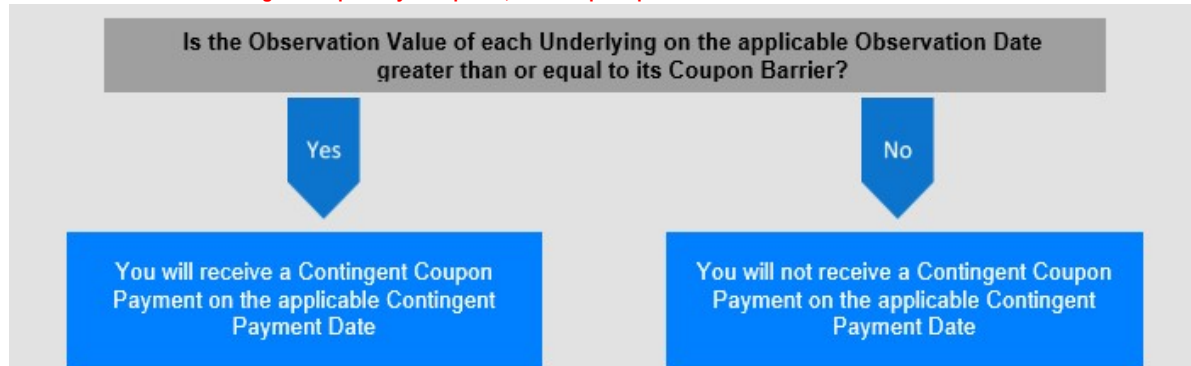 Is the Observation Value of each Underlying on the applicable Observation Date
greater than or equal to its Coupon Barrier?
Yes
No
You will receive a Contingent Coupon
Payment on the applicable Contingent
Payment Date
You will not receive a Contingent Coupon
Payment on the applicable Contingent
Payment Date